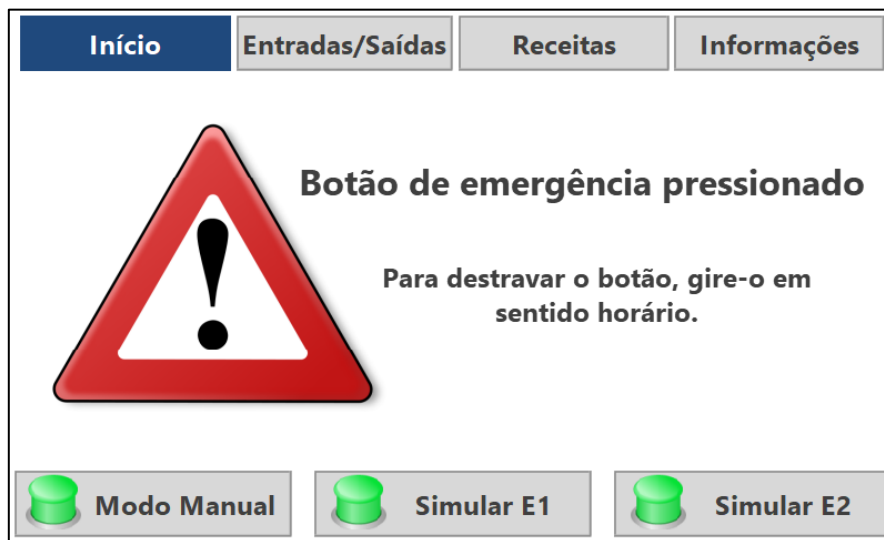 Início
Entradas/Saídas
Receitas
Informações
Botão de emergência pressionado
Para destravar o botão, gire-o em
sentido horário.
Modo Manual
Simular E1
Simular E2